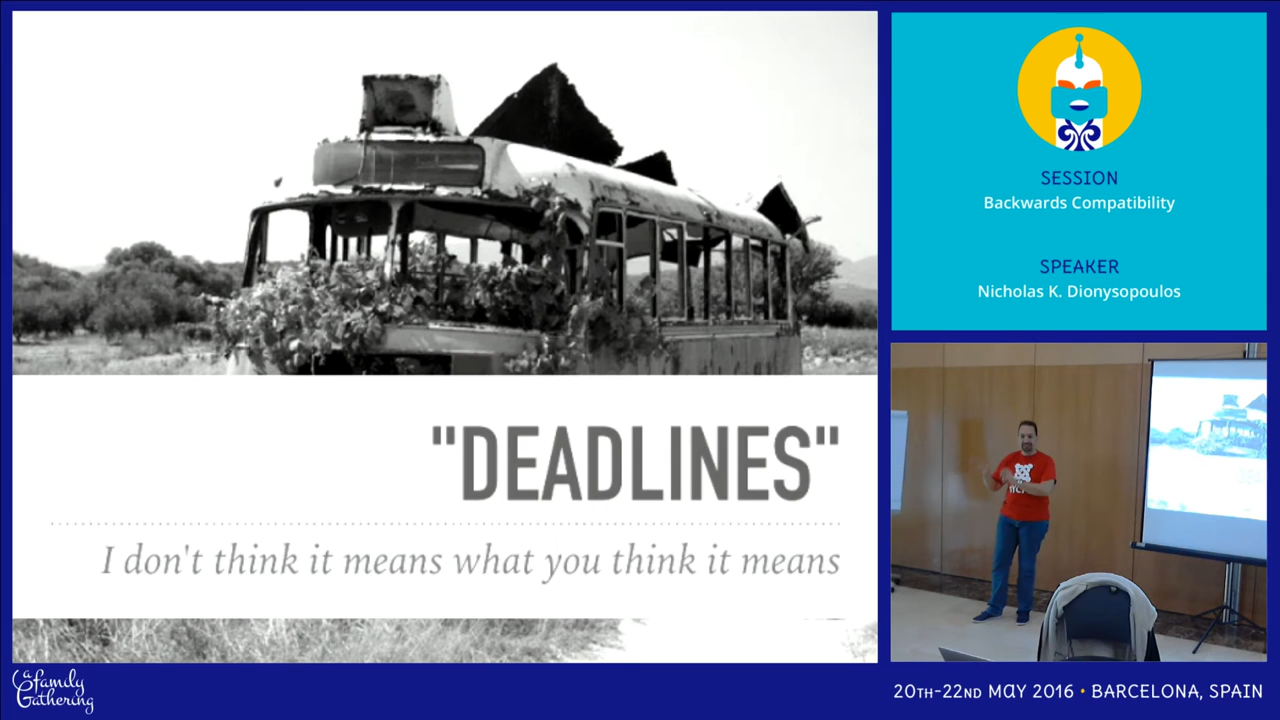 "DEADLINES"
I don't think it means what you think it means
SESSION
Backwards Compatibility
SPEAKER
Nicholas K. Dionysopoulos
a family
Gathering
20TH-22ND MAY 2016 • BARCELONA, SPAIN